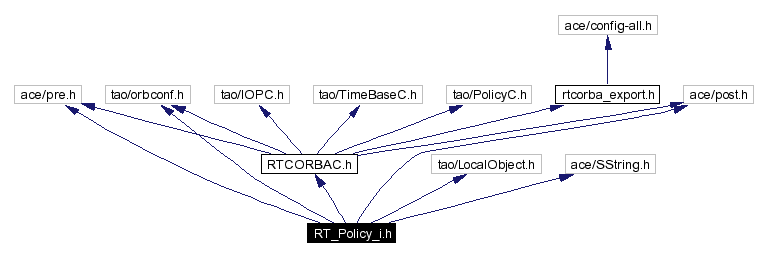 ace/config-all.h
ace/pre.h
tao/orbconf.h
tao/IOPC.h
tao/TimeBaseC.h
tao/PolicyC.h
rtcorba_export.h
ace/post.h
RTCORBAC.h
tao/LocalObject.h
ace/SString.h
RT_Policy_i.h